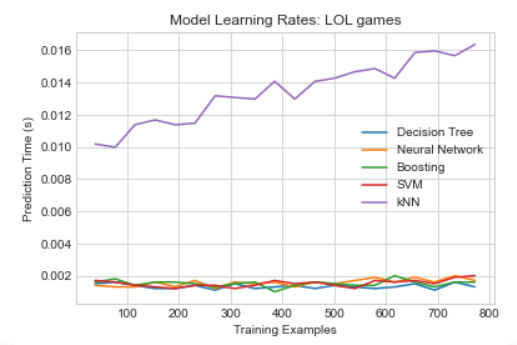 Model Learning Rates: LOL games
0.016
0.014
0.012
0.010
0.008
0.006
0.004
0.002
Prediction Time (s)
Decision Tree
Neural Network
Boosting
SVM
kNN
100 200 300 400 500 600 700 800
Training Examples